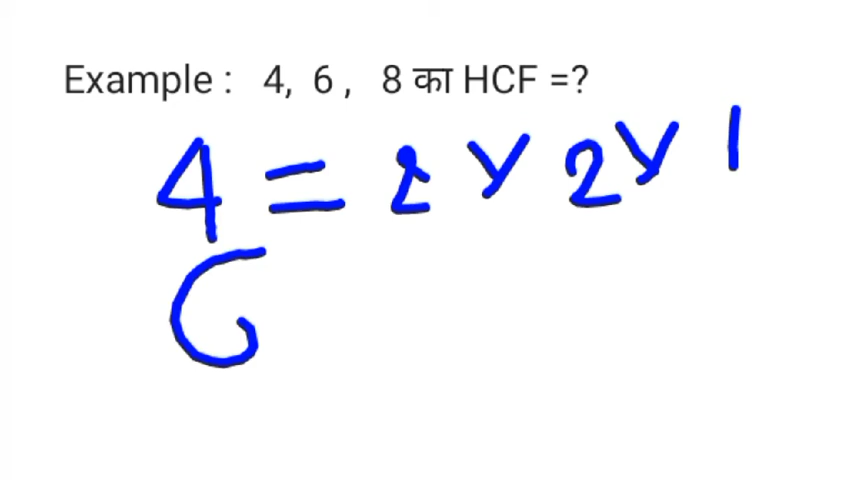 Example : 4, 6 , 8 का HCF =?
4 = 2 × 2 × 1
6